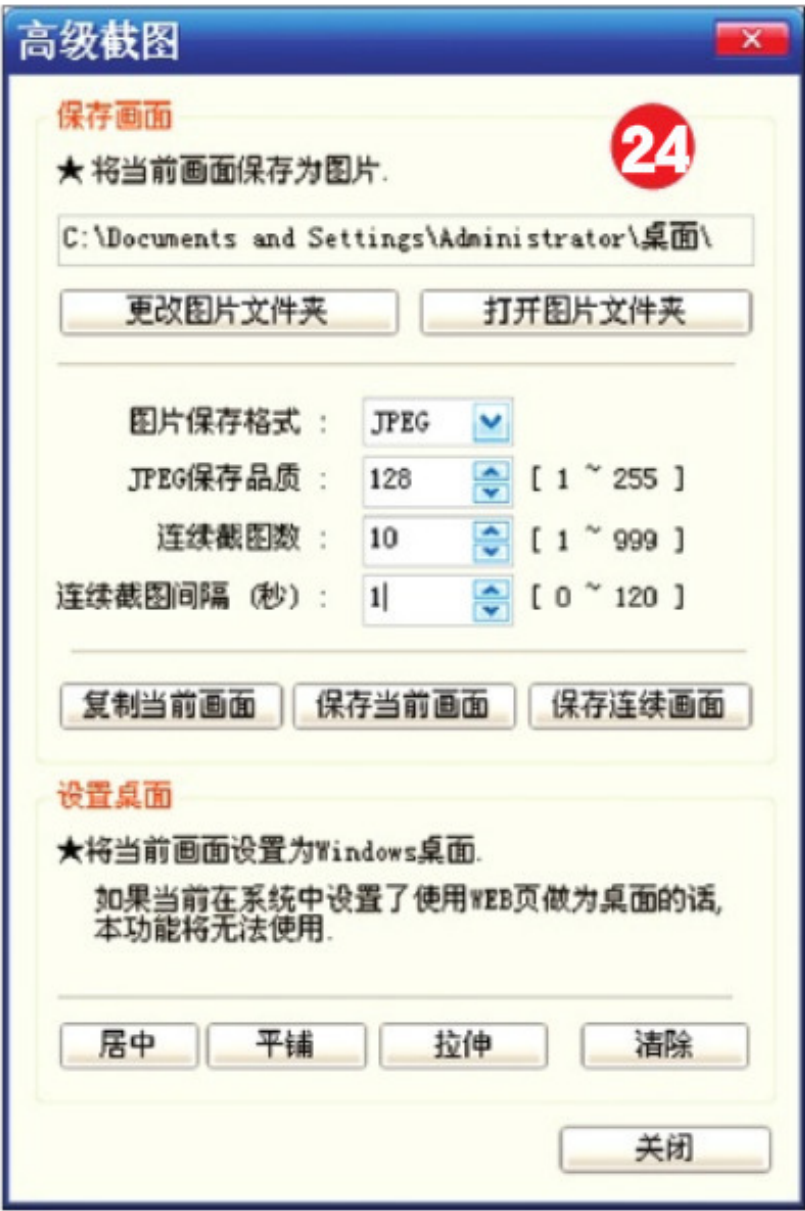 高级截图
保存画面
24
★将当前画面保存为图片.
C:\Documents and Settings\Administrator\桌面\
更改图片文件夹 打开图片文件夹
图片保存格式 : JPEG
JPEG保存品质 : 128 [ 1 ~ 255 ]
连续截图数 : 10 [ 1 ~ 999 ]
连续截图间隔 (秒) : 1 [ 0 ~ 120 ]
复制当前画面 保存当前画面 保存连续画面
设置桌面
★将当前画面设置为Windows桌面.
如果当前在系统中设置了使用WEB页做为桌面的话,
本功能将无法使用.
居中 平铺 拉伸 清除
关闭